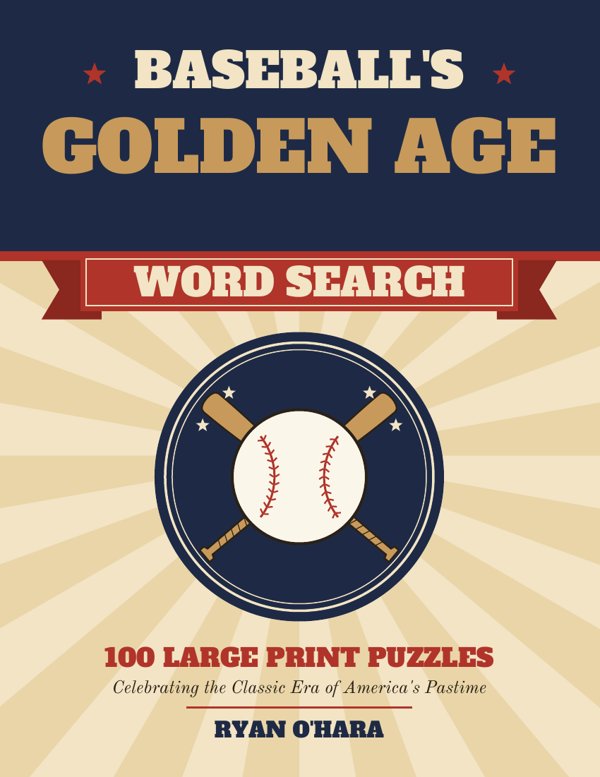 BASEBALL'S
GOLDEN AGE
WORD SEARCH
100 LARGE PRINT PUZZLES
Celebrating the Classic Era of America's Pastime
RYAN O'HARA